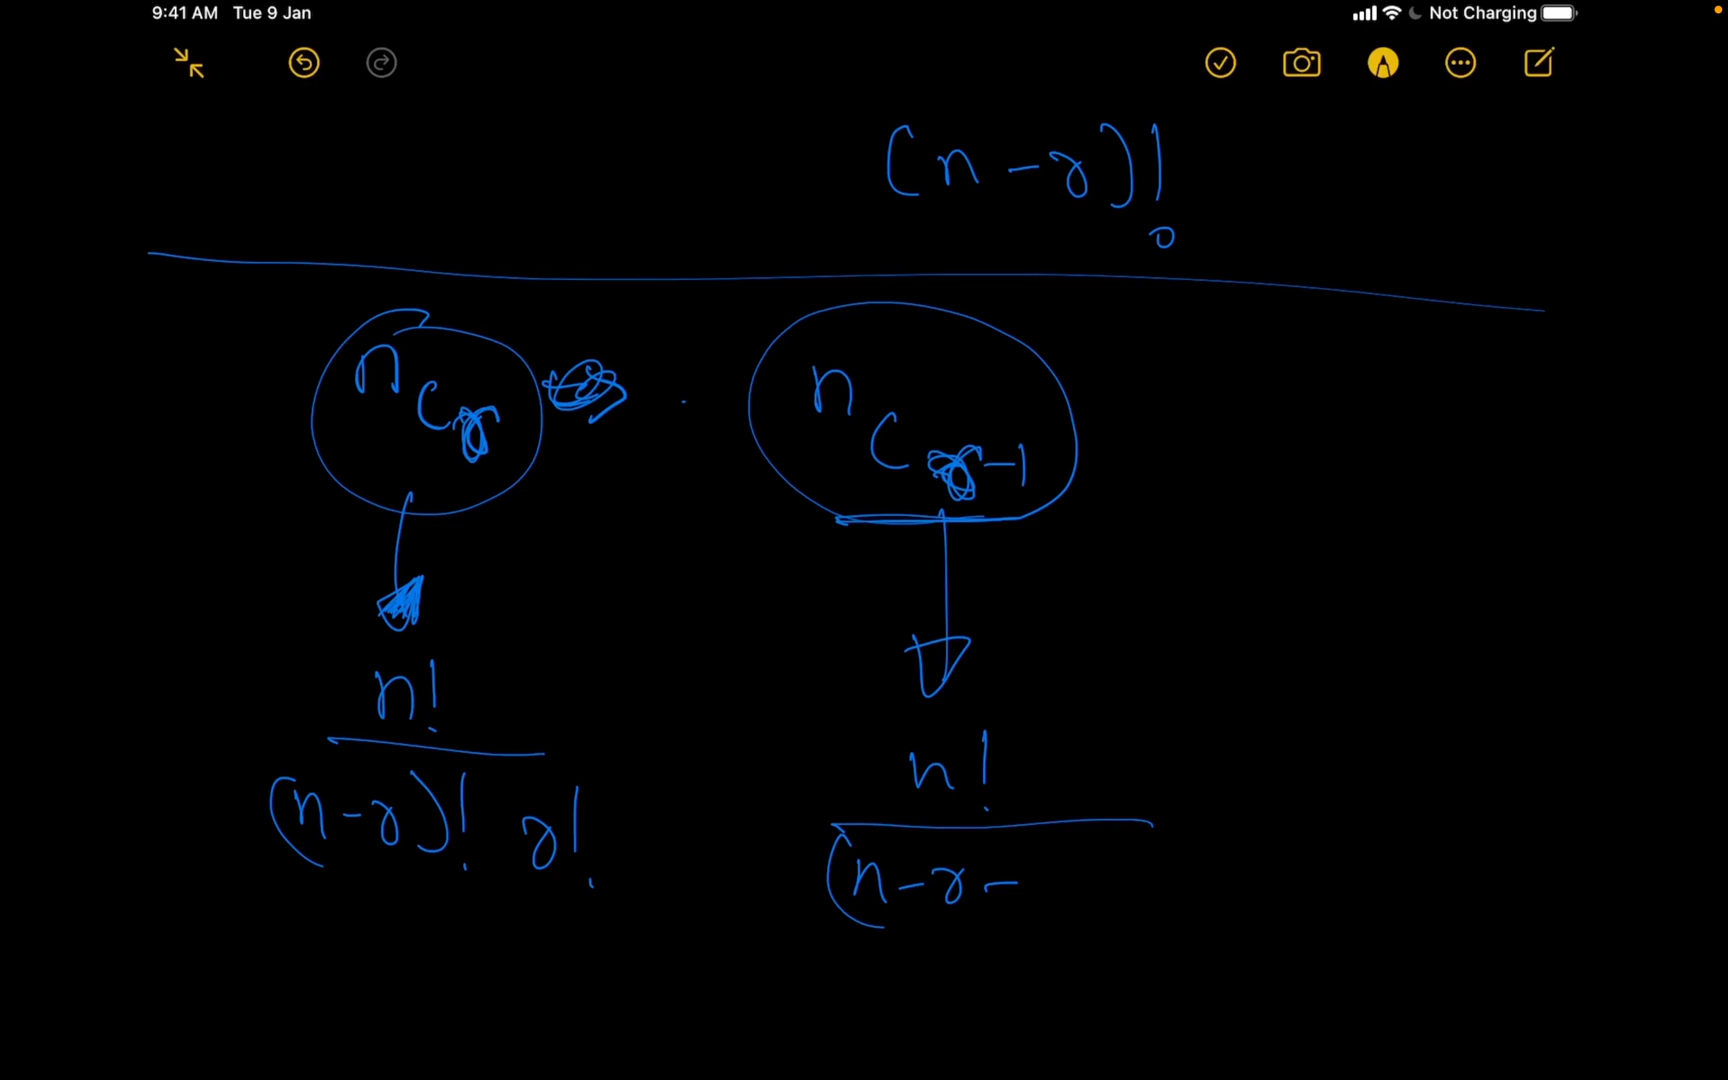 9:41 AM Tue 9 Jan Not Charging
(n-r)!
nCr nCr-1
n!
(n-r)! r!
n!
(n-r-